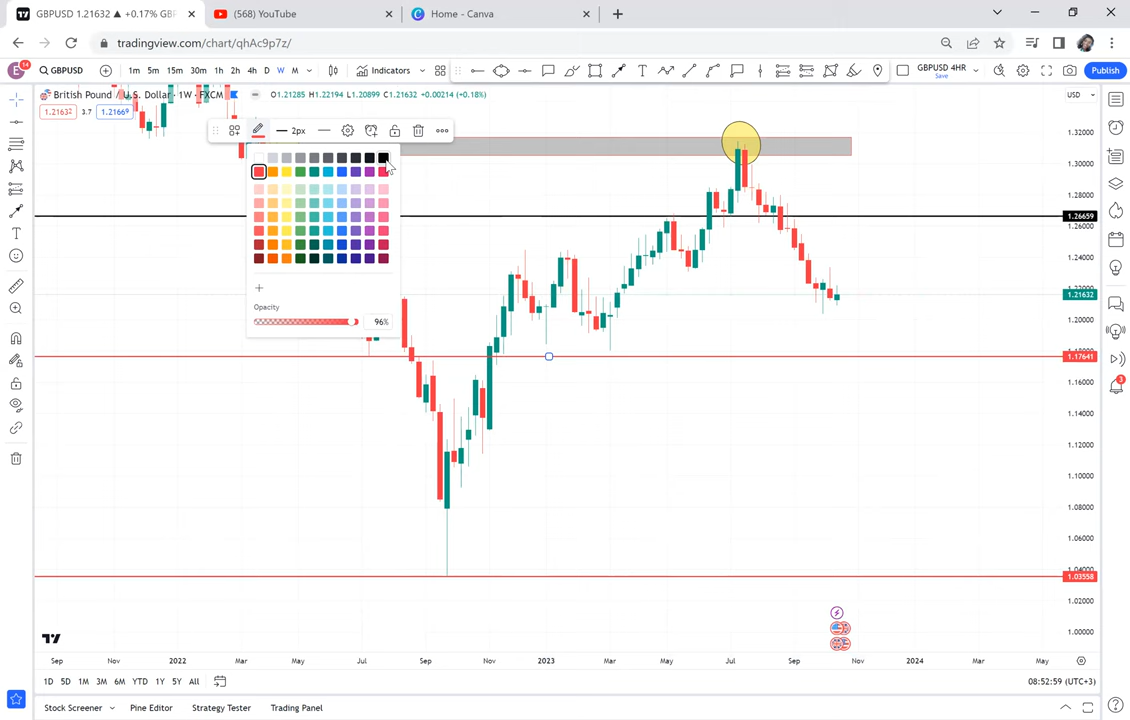 GBPUSD 1.21632 ▲ +0.17% GBP
(568) YouTube
Home - Canva
tradingview.com/chart/qhAc9p7z/
E
14
GBPUSD
1m 5m 15m 30m 1h 2h 4h D W M
Indicators
GBPUSD 4HR
Save
Publish
British Pound / U.S. Dollar · 1W · FXCM
O1.21285 H1.22194 L1.20899 C1.21632 +0.00214 (+0.18%)
USD
1.21632
3.7
1.21669
2px
Opacity
96%
1.32000
1.30000
1.28000
1.26659
1.26000
1.24000
1.21632
1.20000
1.17641
1.16000
1.14000
1.12000
1.10000
1.08000
1.06000
1.03558
1.02000
1.00000
3
Sep Nov 2022 Mar May Jul Sep Nov 2023 Mar May Jul Sep Nov 2024 Mar May
1D 5D 1M 3M 6M YTD 1Y 5Y All
08:52:59 (UTC+3)
Stock Screener Pine Editor Strategy Tester Trading Panel